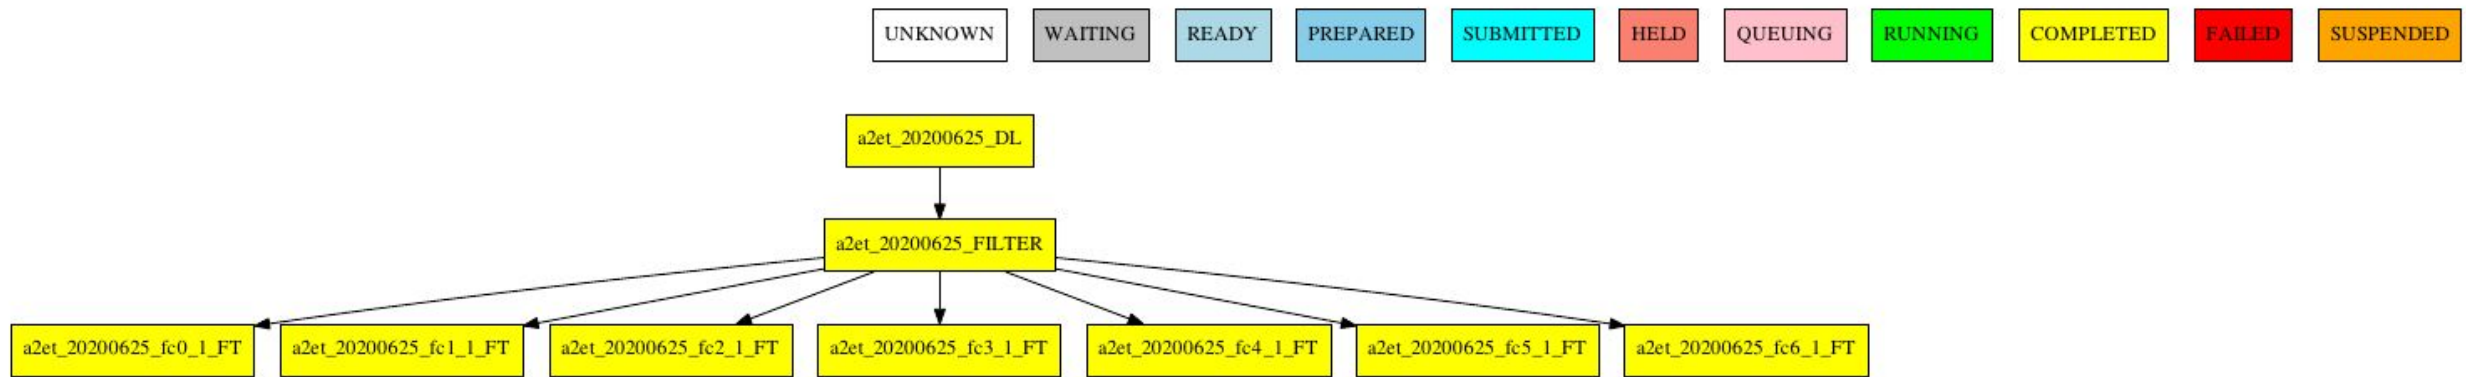 UNKNOWN WAITING READY PREPARED SUBMITTED HELD QUEUING RUNNING COMPLETED FAILED SUSPENDED
a2et_20200625_DL
a2et_20200625_FILTER
a2et_20200625_fc0_1_FT a2et_20200625_fc1_1_FT a2et_20200625_fc2_1_FT a2et_20200625_fc3_1_FT a2et_20200625_fc4_1_FT a2et_20200625_fc5_1_FT a2et_20200625_fc6_1_FT